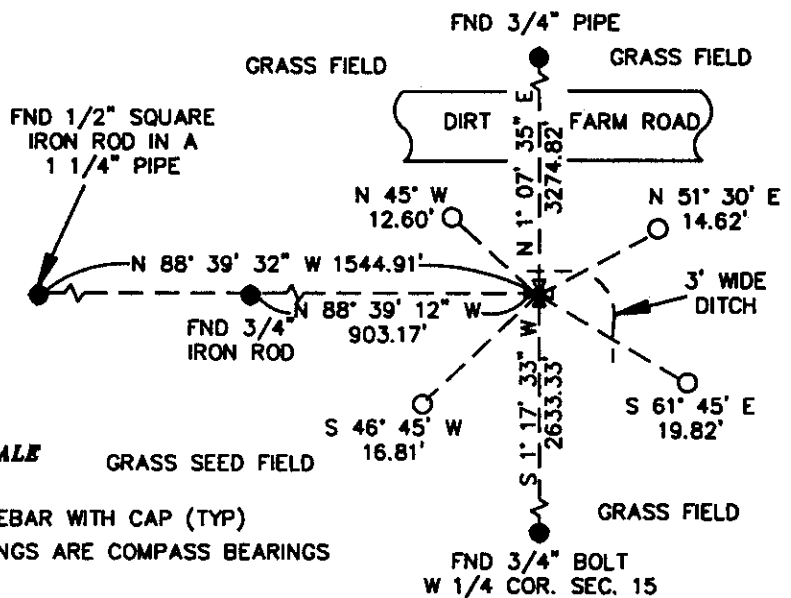 FND 3/4" PIPE
GRASS FIELD
GRASS FIELD
FND 1/2" SQUARE
IRON ROD IN A
1 1/4" PIPE
DIRT FARM ROAD
N 1° 07' 35" E
3274.82'
N 45° W
12.60'
N 51° 30' E
14.62'
N 88° 39' 32" W 1544.91'
3' WIDE
DITCH
N 88° 39' 12" W
903.17'
FND 3/4"
IRON ROD
S 1° 17' 33" W
2633.33'
S 46° 45' W
16.81'
S 61° 45' E
19.82'
ALE
GRASS SEED FIELD
EBAR WITH CAP (TYP)
GRASS FIELD
NGS ARE COMPASS BEARINGS
FND 3/4" BOLT
W 1/4 COR. SEC. 15